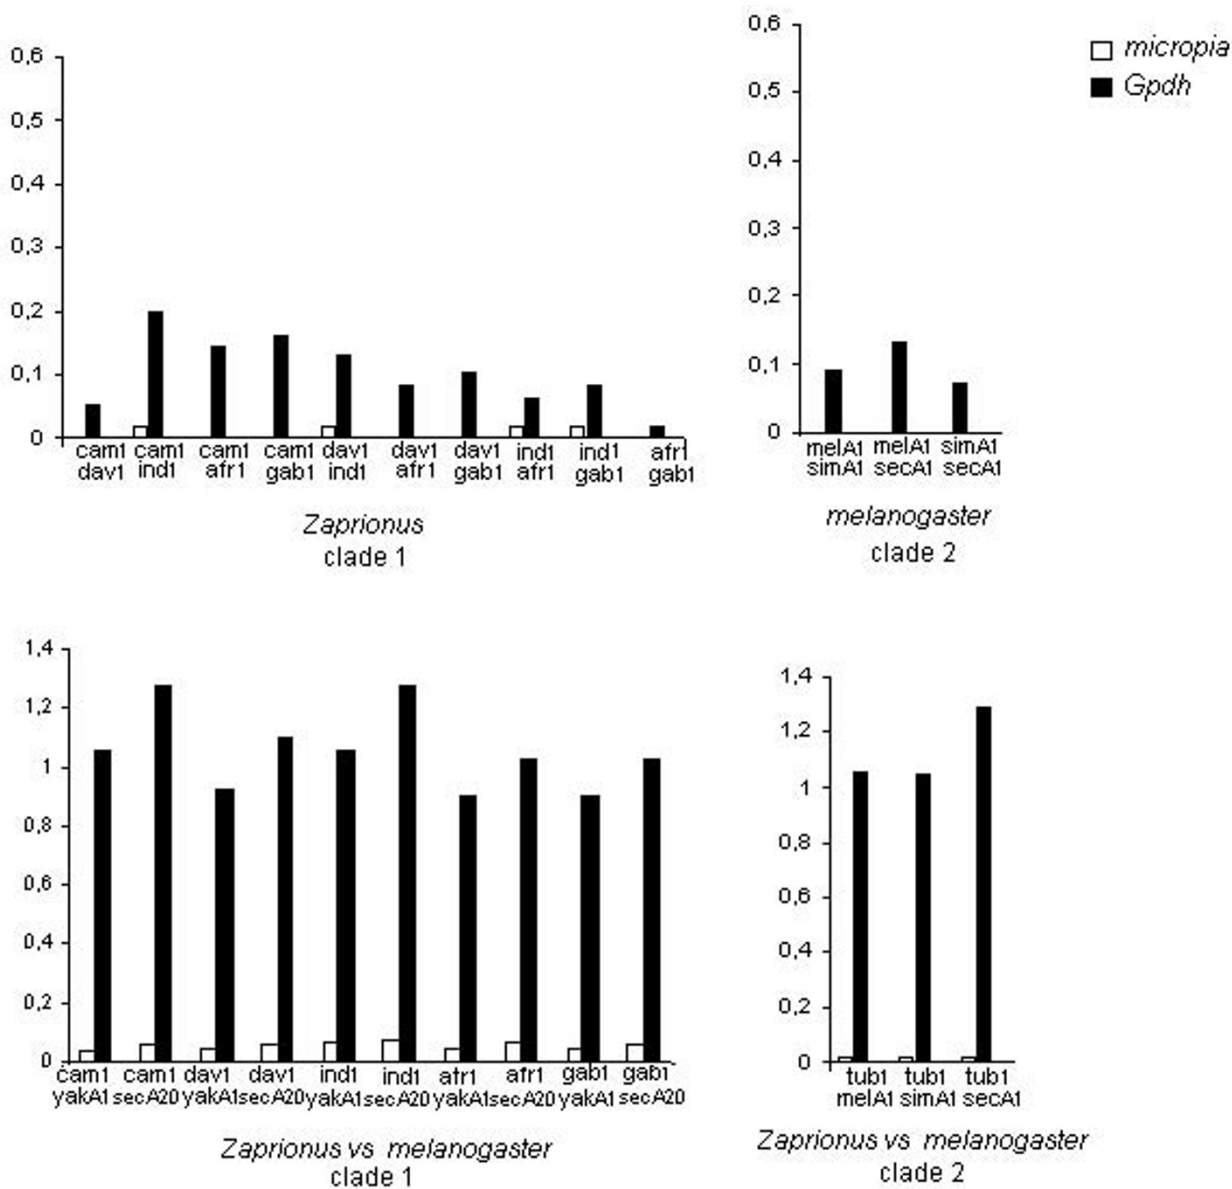 0,6
0,5
0,4
0,3
0,2
0,1
0
cam1 cam1 cam1 cam1 dav1 dav1 dav1 ind1 ind1 afr1
dav1 ind1 afr1 gab1 ind1 afr1 gab1 afr1 gab1 gab1
Zaprionus
clade 1
0,6
0,5
0,4
0,3
0,2
0,1
0
melA1 melA1 simA1
simA1 secA1 secA1
melanogaster
clade 2
micropia
Gpdh
1,4
1,2
1
0,8
0,6
0,4
0,2
0
cam1 cam1 dav1 dav1 ind1 ind1 afr1 afr1 gab1 gab1
yakA1 secA20 yakA1 secA20 yakA1 secA20 yakA1 secA20 yakA1 secA20
Zaprionus vs melanogaster
clade 1
1,4
1,2
1
0,8
0,6
0,4
0,2
0
tub1 tub1 tub1
melA1 simA1 secA1
Zaprionus vs melanogaster
clade 2